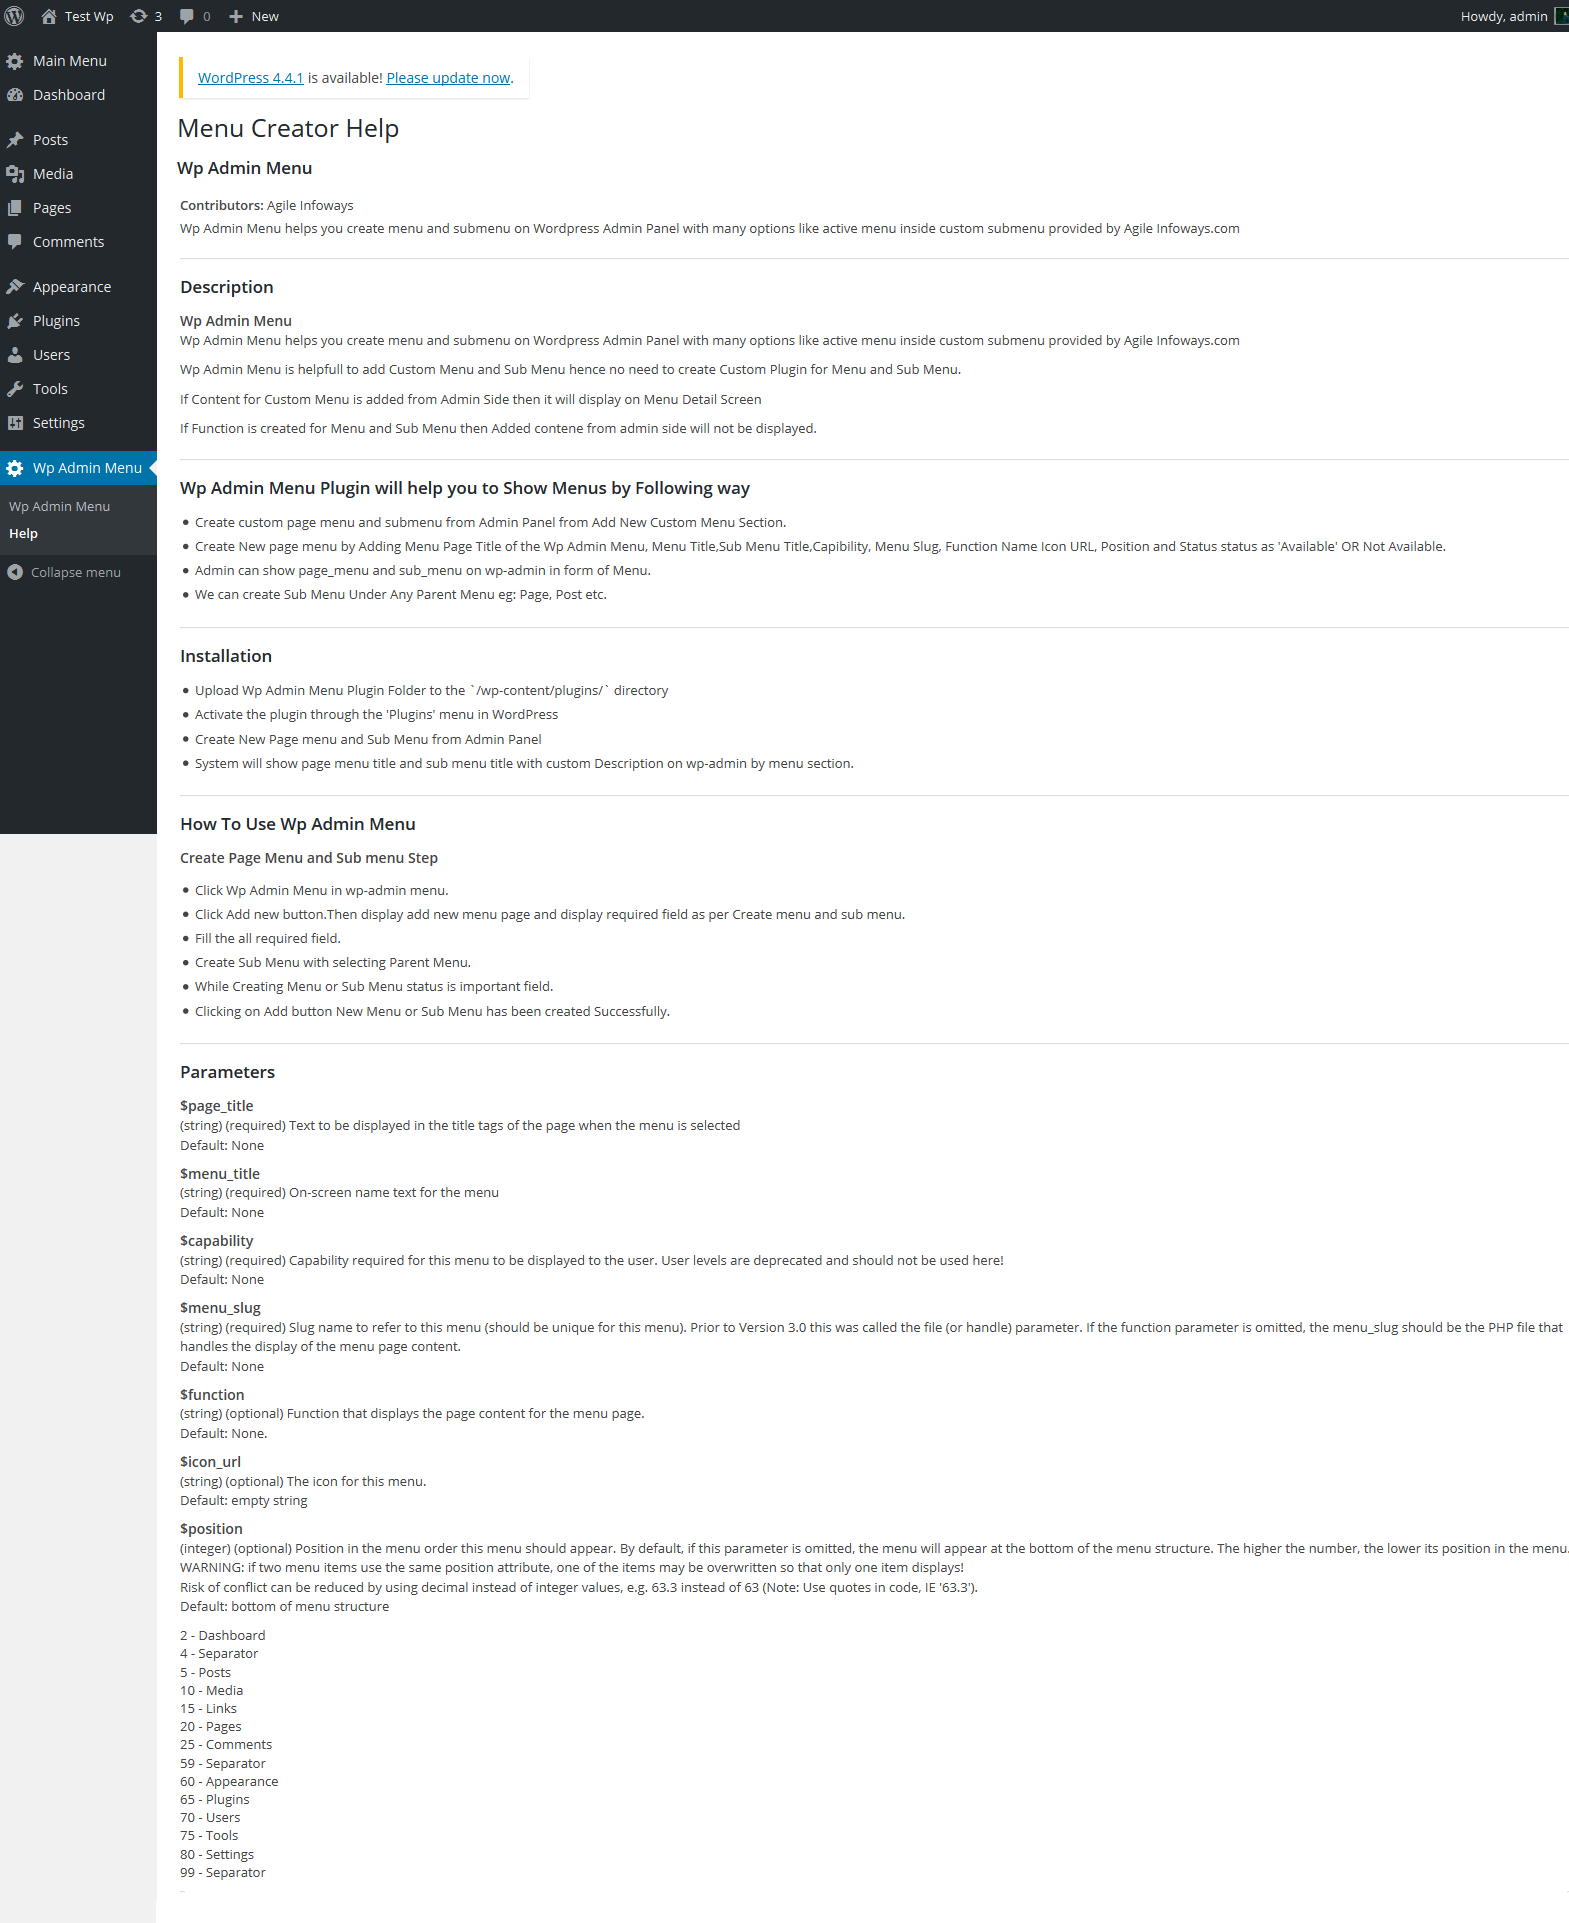 Test Wp 3 0 New Howdy, admin
Main Menu
Dashboard
Posts
Media
Pages
Comments
Appearance
Plugins
Users
Tools
Settings
Wp Admin Menu
Wp Admin Menu
Help
Collapse menu
WordPress 4.4.1 is available! Please update now.
Menu Creator Help
Wp Admin Menu
Contributors: Agile Infoways
Wp Admin Menu helps you create menu and submenu on Wordpress Admin Panel with many options like active menu inside custom submenu provided by Agile Infoways.com
Description
Wp Admin Menu
Wp Admin Menu helps you create menu and submenu on Wordpress Admin Panel with many options like active menu inside custom submenu provided by Agile Infoways.com
Wp Admin Menu is helpfull to add Custom Menu and Sub Menu hence no need to create Custom Plugin for Menu and Sub Menu.
If Content for Custom Menu is added from Admin Side then it will display on Menu Detail Screen
If Function is created for Menu and Sub Menu then Added contene from admin side will not be displayed.
Wp Admin Menu Plugin will help you to Show Menus by Following way
• Create custom page menu and submenu from Admin Panel from Add New Custom Menu Section.
• Create New page menu by Adding Menu Page Title of the Wp Admin Menu, Menu Title,Sub Menu Title,Capibility, Menu Slug, Function Name Icon URL, Position and Status status as 'Available' OR Not Available.
• Admin can show page_menu and sub_menu on wp-admin in form of Menu.
• We can create Sub Menu Under Any Parent Menu eg: Page, Post etc.
Installation
• Upload Wp Admin Menu Plugin Folder to the `/wp-content/plugins/` directory
• Activate the plugin through the 'Plugins' menu in WordPress
• Create New Page menu and Sub Menu from Admin Panel
• System will show page menu title and sub menu title with custom Description on wp-admin by menu section.
How To Use Wp Admin Menu
Create Page Menu and Sub menu Step
• Click Wp Admin Menu in wp-admin menu.
• Click Add new button.Then display add new menu page and display required field as per Create menu and sub menu.
• Fill the all required field.
• Create Sub Menu with selecting Parent Menu.
• While Creating Menu or Sub Menu status is important field.
• Clicking on Add button New Menu or Sub Menu has been created Successfully.
Parameters
$page_title
(string) (required) Text to be displayed in the title tags of the page when the menu is selected
Default: None
$menu_title
(string) (required) On-screen name text for the menu
Default: None
$capability
(string) (required) Capability required for this menu to be displayed to the user. User levels are deprecated and should not be used here!
Default: None
$menu_slug
(string) (required) Slug name to refer to this menu (should be unique for this menu). Prior to Version 3.0 this was called the file (or handle) parameter. If the function parameter is omitted, the menu_slug should be the PHP file that
handles the display of the menu page content.
Default: None
$function
(string) (optional) Function that displays the page content for the menu page.
Default: None.
$icon_url
(string) (optional) The icon for this menu.
Default: empty string
$position
(integer) (optional) Position in the menu order this menu should appear. By default, if this parameter is omitted, the menu will appear at the bottom of the menu structure. The higher the number, the lower its position in the menu.
WARNING: if two menu items use the same position attribute, one of the items may be overwritten so that only one item displays!
Risk of conflict can be reduced by using decimal instead of integer values, e.g. 63.3 instead of 63 (Note: Use quotes in code, IE '63.3').
Default: bottom of menu structure
2 - Dashboard
4 - Separator
5 - Posts
10 - Media
15 - Links
20 - Pages
25 - Comments
59 - Separator
60 - Appearance
65 - Plugins
70 - Users
75 - Tools
80 - Settings
99 - Separator